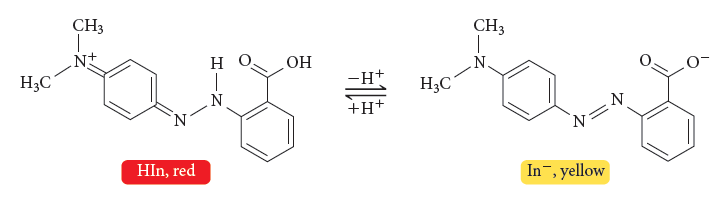 CH₃
N⁺
H₃C
N
H
N
O
OH
−H⁺
+H⁺
CH₃
N
H₃C
N
N
O
O⁻
HIn, red
In⁻, yellow